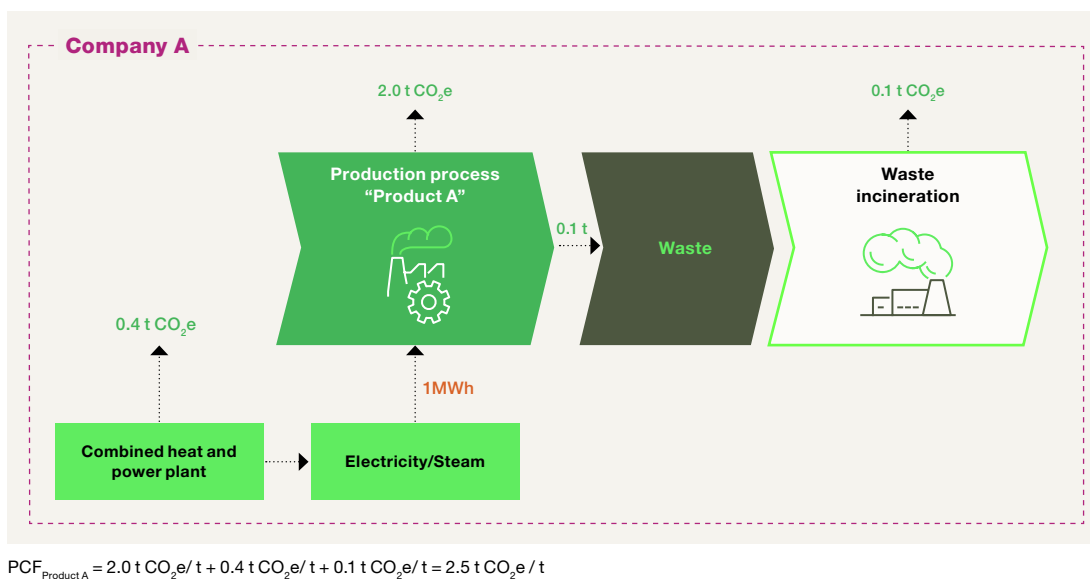 Company A
2.0 t CO₂e
0.1 t CO₂e
Production process
“Product A”
Waste
incineration
0.1 t
Waste
0.4 t CO₂e
1MWh
Combined heat and
power plant
Electricity/Steam
PCF Product A = 2.0 t CO₂e/ t + 0.4 t CO₂e/ t + 0.1 t CO₂e/ t = 2.5 t CO₂e / t